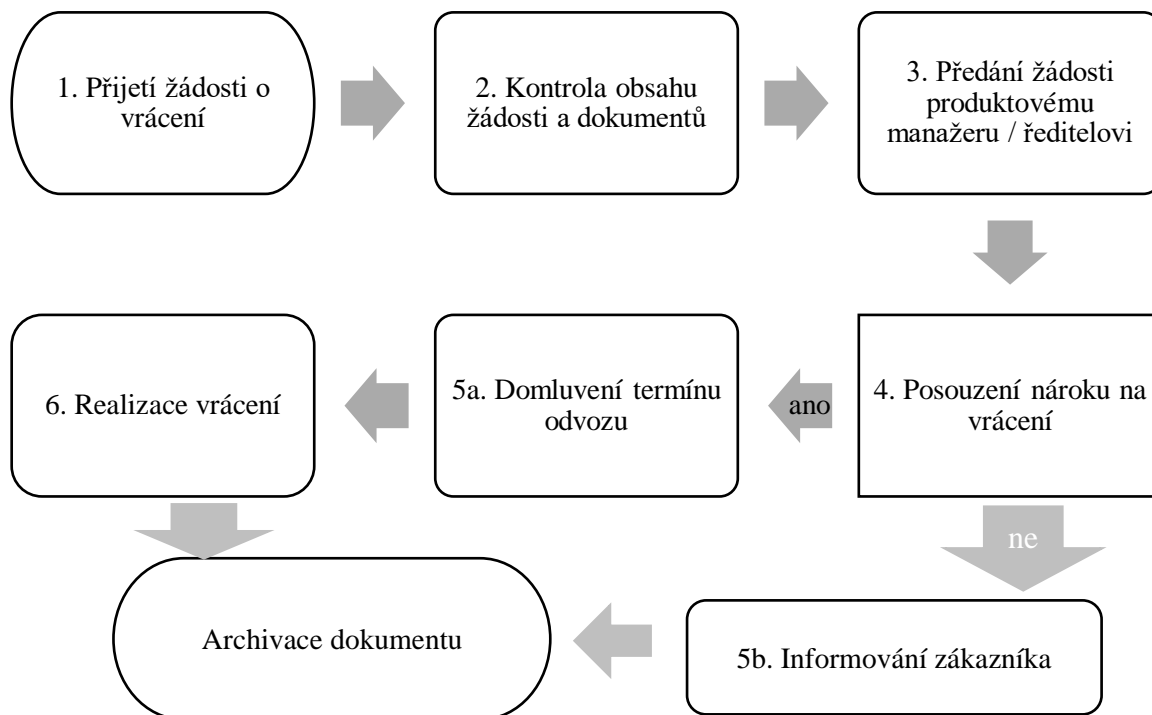 1. Přijetí žádosti o
vrácení
2. Kontrola obsahu
žádosti a dokumentů
3. Předání žádosti
produktovému
manažeru / ředitelovi
4. Posouzení nároku na
vrácení
ano
5a. Domluvení termínu
odvozu
6. Realizace vrácení
ne
5b. Informování zákazníka
Archivace dokumentu